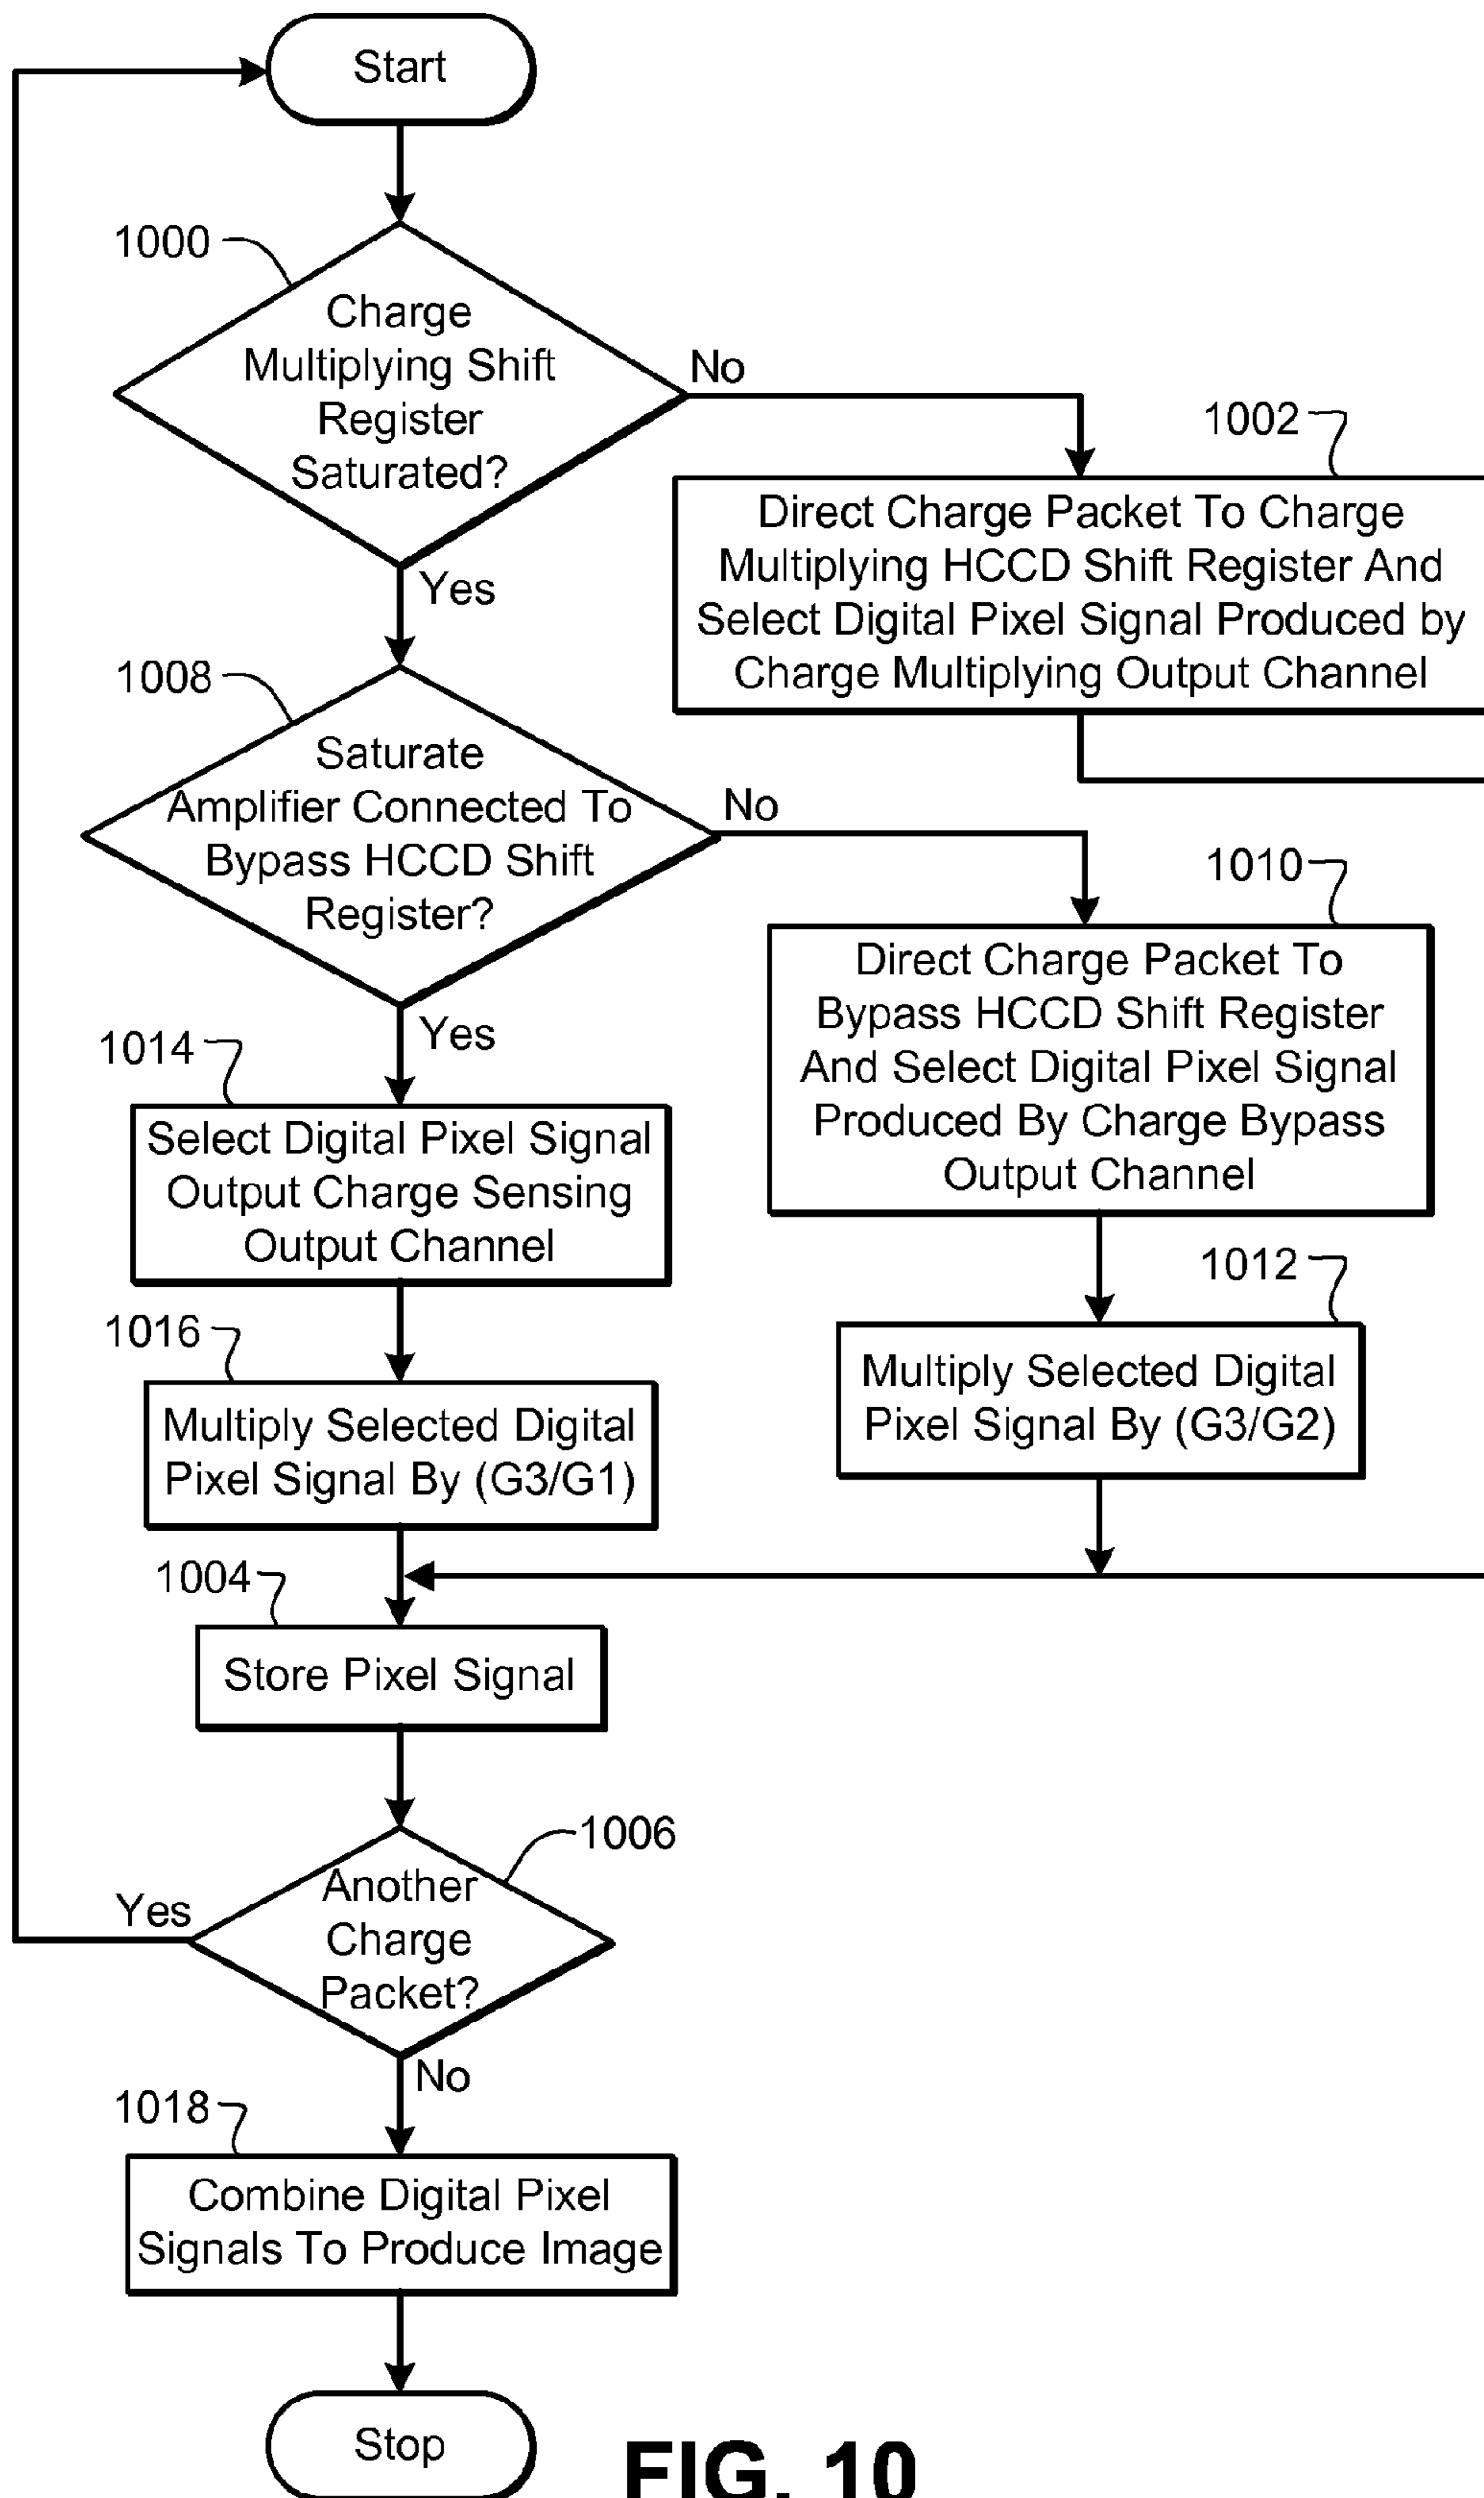 Start
1000
Charge
Multiplying Shift
Register
Saturated?
No
Yes
1002
Direct Charge Packet To Charge
Multiplying HCCD Shift Register And
Select Digital Pixel Signal Produced by
Charge Multiplying Output Channel
1008
Saturate
Amplifier Connected To
Bypass HCCD Shift
Register?
No
Yes
1010
Direct Charge Packet To
Bypass HCCD Shift Register
And Select Digital Pixel Signal
Produced By Charge Bypass
Output Channel
1014
Select Digital Pixel Signal
Output Charge Sensing
Output Channel
1012
Multiply Selected Digital
Pixel Signal By (G3/G2)
1016
Multiply Selected Digital
Pixel Signal By (G3/G1)
1004
Store Pixel Signal
1006
Another
Charge
Packet?
Yes
No
1018
Combine Digital Pixel
Signals To Produce Image
Stop
FIG. 10